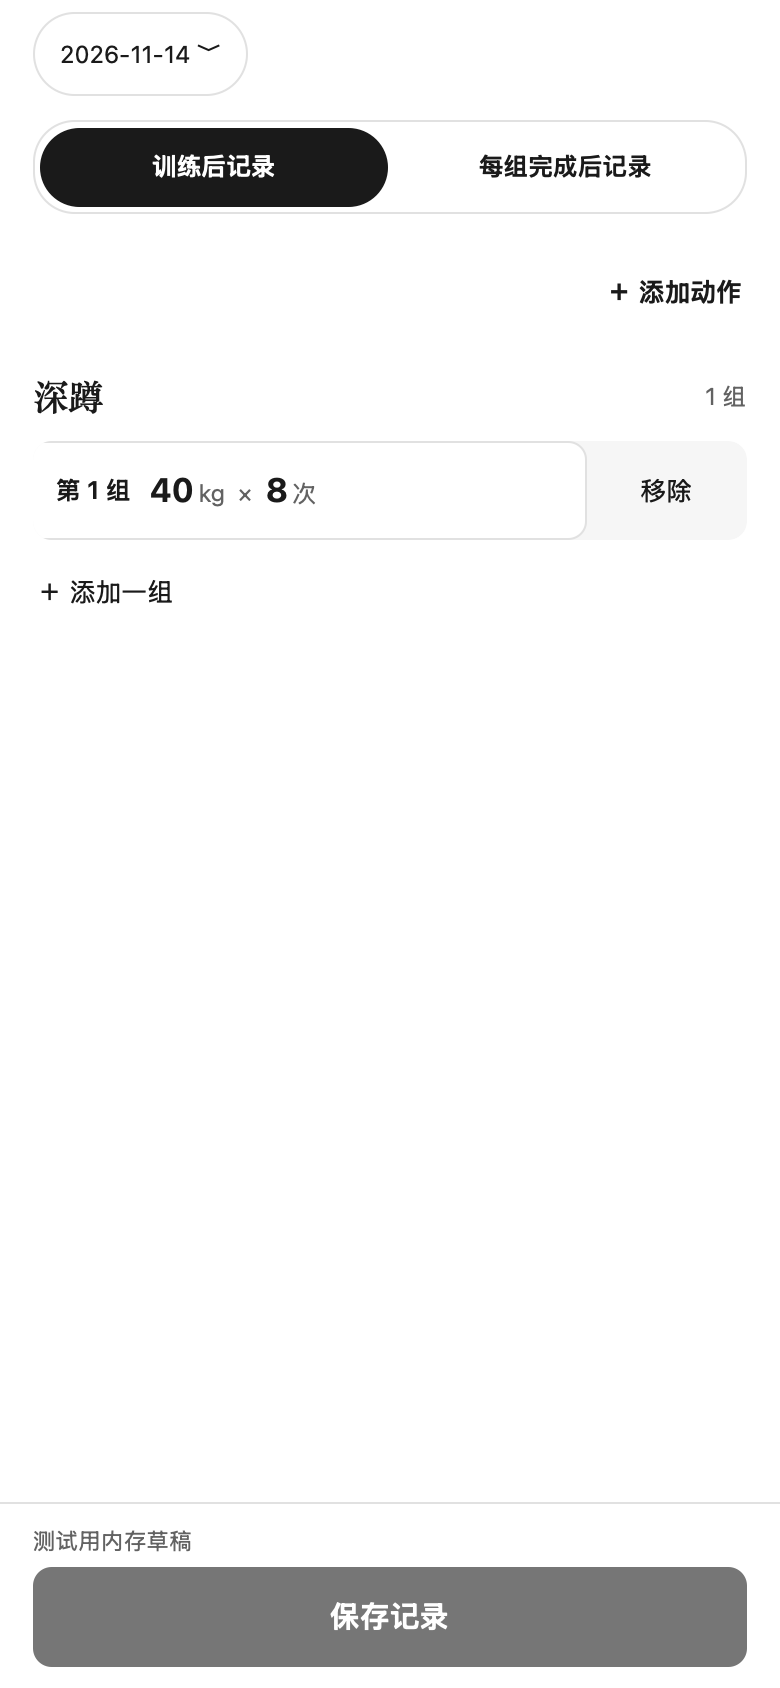 2026-11-14
训练后记录 每组完成后记录
+ 添加动作
深蹲 1 组
第 1 组 40 kg × 8 次 移除
+ 添加一组
测试用内存草稿
保存记录